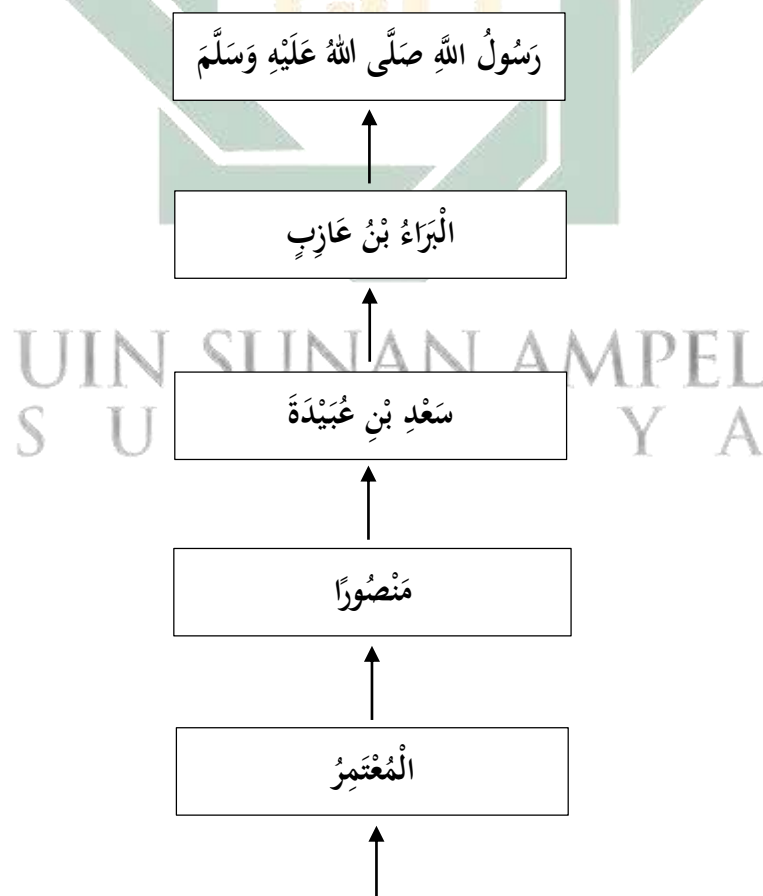 رَسُولُ اللَّهِ صَلَّى اللهُ عَلَيْهِ وَسَلَّمَ
الْبَرَاءُ بْنُ عَازِبٍ
UIN SUNAN AMPEL
سَعْدِ بْنِ عُبَيْدَةَ
S U Y A
مَنْصُورًا
الْمُعْتَمِرُ